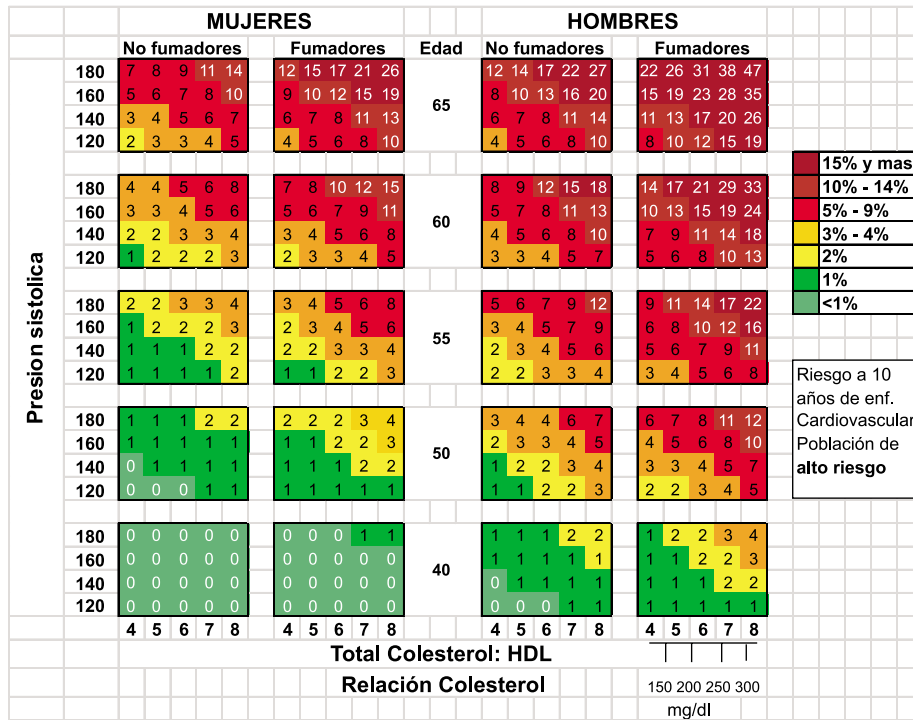 MUJERES HOMBRES
No fumadores Fumadores Edad No fumadores Fumadores
Presion sistolica
180 7 8 9 11 14 12 15 17 21 26 12 14 17 22 27 22 26 31 38 47
160 5 6 7 8 10 9 10 12 15 19 65 8 10 13 16 20 15 19 23 28 35
140 3 4 5 6 7 6 7 8 11 13 6 7 8 11 14 11 13 17 20 26
120 2 3 3 4 5 4 5 6 8 10 4 5 6 8 10 8 10 12 15 19
180 4 4 5 6 8 7 8 10 12 15 8 9 12 15 18 14 17 21 29 33
160 3 3 4 5 6 5 6 7 9 11 60 5 7 8 11 13 10 13 15 19 24
140 2 2 3 3 4 3 4 5 6 8 4 5 6 8 10 7 9 11 14 18
120 1 2 2 2 3 2 3 3 4 5 3 3 4 5 7 5 6 8 10 13
180 2 2 3 3 4 3 4 5 6 8 5 6 7 9 12 9 11 14 17 22
160 1 2 2 2 3 2 3 4 5 6 55 3 4 5 7 9 6 8 10 12 16
140 1 1 1 2 2 2 2 3 3 4 2 3 4 5 6 5 6 7 9 11
120 1 1 1 1 2 1 1 2 2 3 2 2 3 3 4 3 4 5 6 8
180 1 1 1 2 2 2 2 2 3 4 3 4 4 6 7 6 7 8 11 12
160 1 1 1 1 1 1 1 2 2 3 50 2 3 3 4 5 4 5 6 8 10
140 0 1 1 1 1 1 1 1 2 2 1 2 2 3 4 3 3 4 5 7
120 0 0 0 1 1 1 1 1 1 1 1 1 2 2 3 2 2 3 4 5
180 0 0 0 0 0 0 0 0 1 1 1 1 1 2 2 1 2 2 3 4
160 0 0 0 0 0 0 0 0 0 0 40 1 1 1 1 1 1 1 2 2 3
140 0 0 0 0 0 0 0 0 0 0 0 1 1 1 1 1 1 1 2 2
120 0 0 0 0 0 0 0 0 0 0 0 0 0 1 1 1 1 1 1 1
4 5 6 7 8 4 5 6 7 8 4 5 6 7 8 4 5 6 7 8
Total Colesterol: HDL
Relación Colesterol 150 200 250 300
mg/dl
15% y mas
10% - 14%
5% - 9%
3% - 4%
2%
1%
<1%
Riesgo a 10
años de enf.
Cardiovascular
Población de
alto riesgo